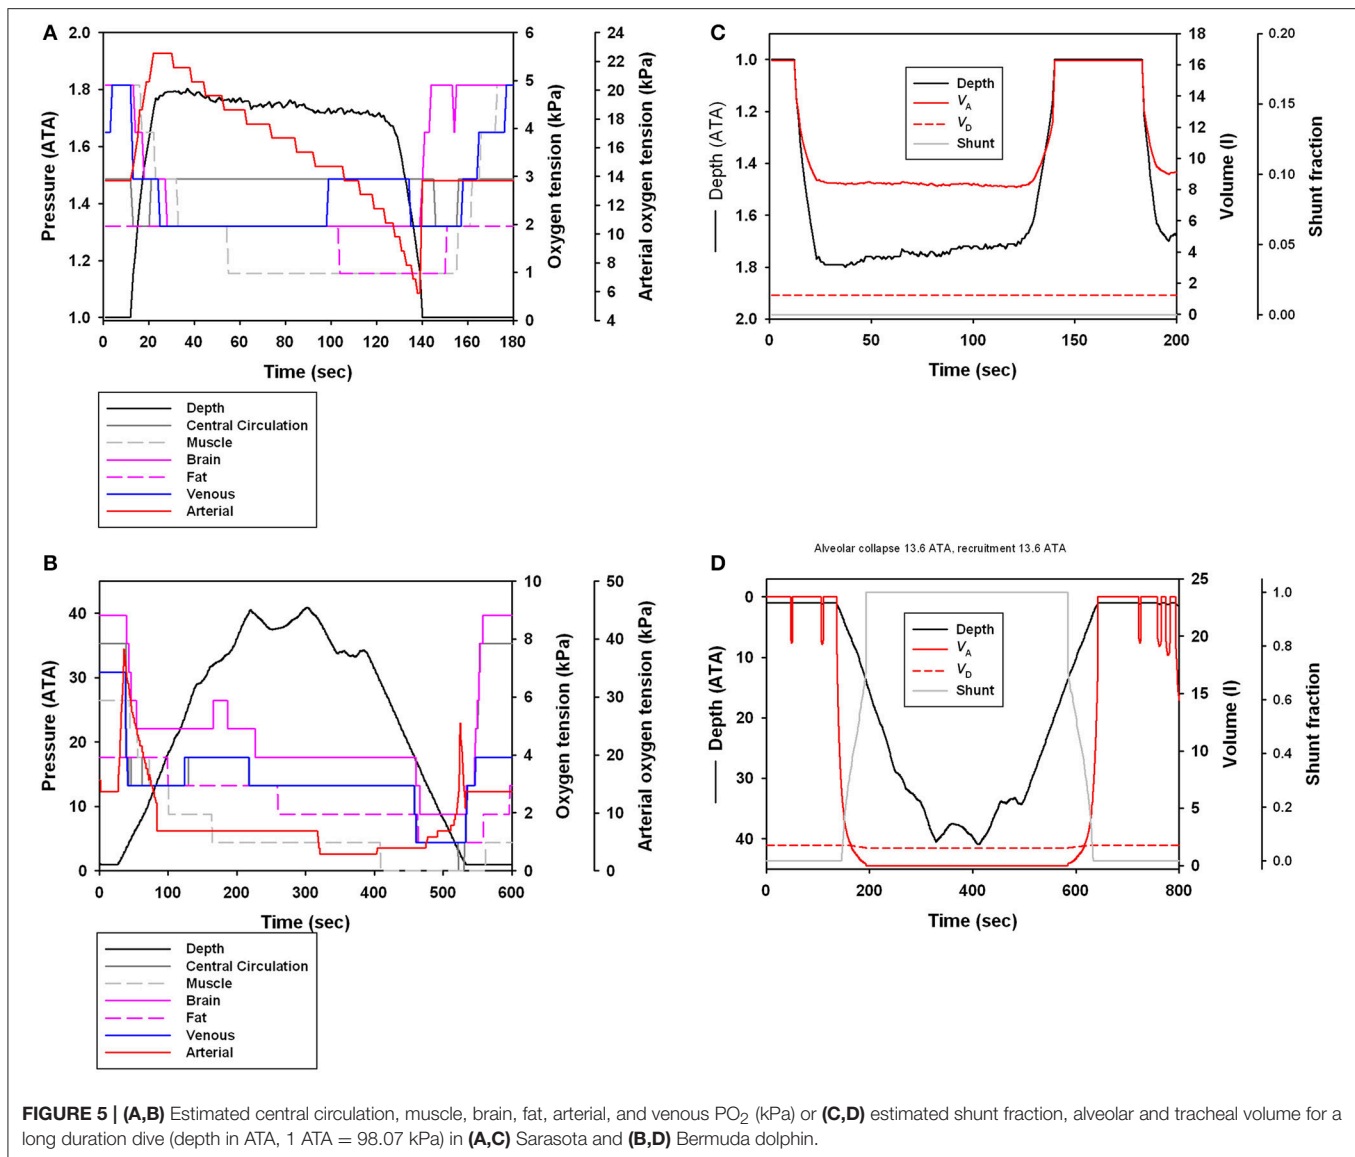 A
2.0
1.8
1.6
1.4
1.2
1.0
Pressure (ATA)
0 20 40 60 80 100 120 140 160 180
Time (sec)
6
5
4
3
2
1
0
Oxygen tension (kPa)
24
22
20
18
16
14
12
10
8
6
4
Arterial oxygen tension (kPa)
Depth
Central Circulation
Muscle
Brain
Fat
Venous
Arterial
C
1.0
1.2
1.4
1.6
1.8
2.0
Depth (ATA)
0 50 100 150 200
Time (sec)
Depth
VA
VD
Shunt
18
16
14
12
10
8
6
4
2
0
Volume (l)
0.20
0.15
0.10
0.05
0.00
Shunt fraction
B
40
30
20
10
0
Pressure (ATA)
0 100 200 300 400 500 600
Time (sec)
10
8
6
4
2
0
Oxygen tension (kPa)
50
40
30
20
10
0
Arterial oxygen tension (kPa)
Depth
Central Circulation
Muscle
Brain
Fat
Venous
Arterial
Alveolar collapse 13.6 ATA, recruitment 13.6 ATA
D
0
10
20
30
40
Depth (ATA)
0 200 400 600 800
Time (sec)
Depth
VA
VD
Shunt
25
20
15
10
5
0
Volume (l)
1.0
0.8
0.6
0.4
0.2
0.0
Shunt fraction
FIGURE 5 | (A,B) Estimated central circulation, muscle, brain, fat, arterial, and venous PO2 (kPa) or (C,D) estimated shunt fraction, alveolar and tracheal volume for a
long duration dive (depth in ATA, 1 ATA = 98.07 kPa) in (A,C) Sarasota and (B,D) Bermuda dolphin.